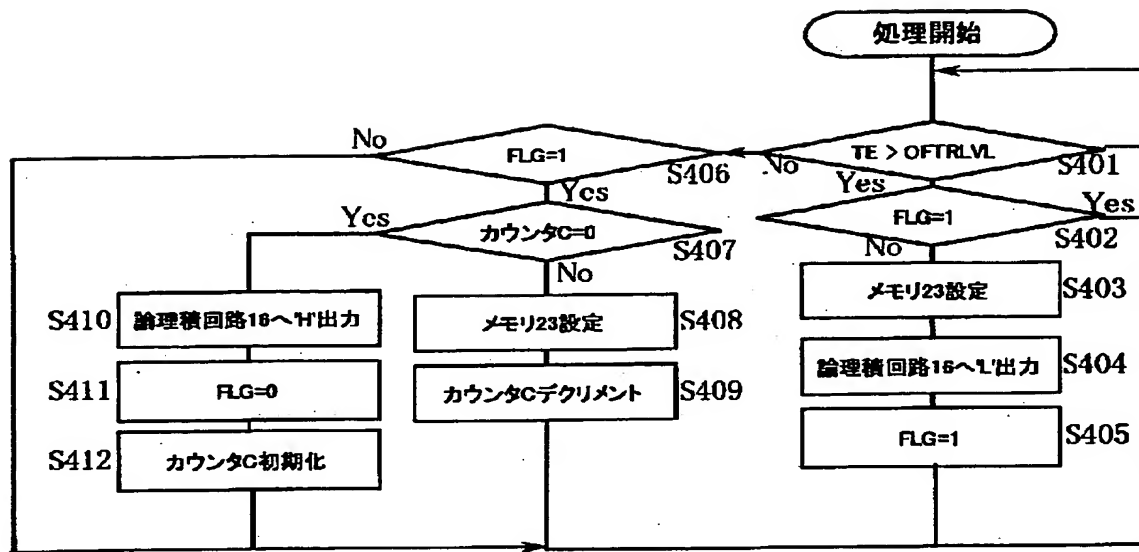 処理開始
TE > OFTRLVL
S401
No
Yes
FLG=1
S402
Yes
No
メモリ23設定
S403
論理積回路16へ'L'出力
S404
FLG=1
S405
No
FLG=1
S406
Yes
カウンタC=0
S407
Yes
No
メモリ23設定
S408
カウンタCデクリメント
S409
S410
論理積回路16へ'H'出力
S411
FLG=0
S412
カウンタC初期化